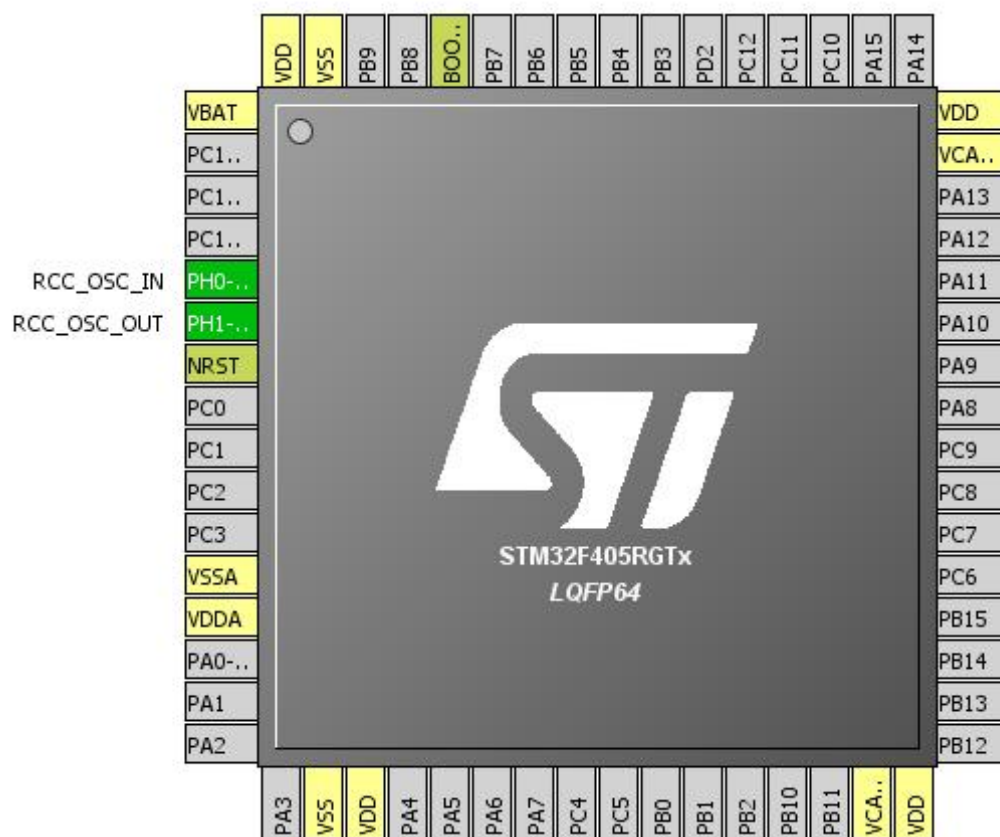 VDD
VSS
PB9
PB8
BOO..
PB7
PB6
PB5
PB4
PB3
PD2
PC12
PC11
PC10
PA15
PA14
VBAT
PC1..
PC1..
PC1..
RCC_OSC_IN PH0-..
RCC_OSC_OUT PH1-..
NRST
PC0
PC1
PC2
PC3
VSSA
VDDA
PA0-..
PA1
PA2
ST
STM32F405RGTx
LQFP64
VDD
VCA..
PA13
PA12
PA11
PA10
PA9
PA8
PC9
PC8
PC7
PC6
PB15
PB14
PB13
PB12
PA3
VSS
VDD
PA4
PA5
PA6
PA7
PC4
PC5
PB0
PB1
PB2
PB10
PB11
VCA..
VDD